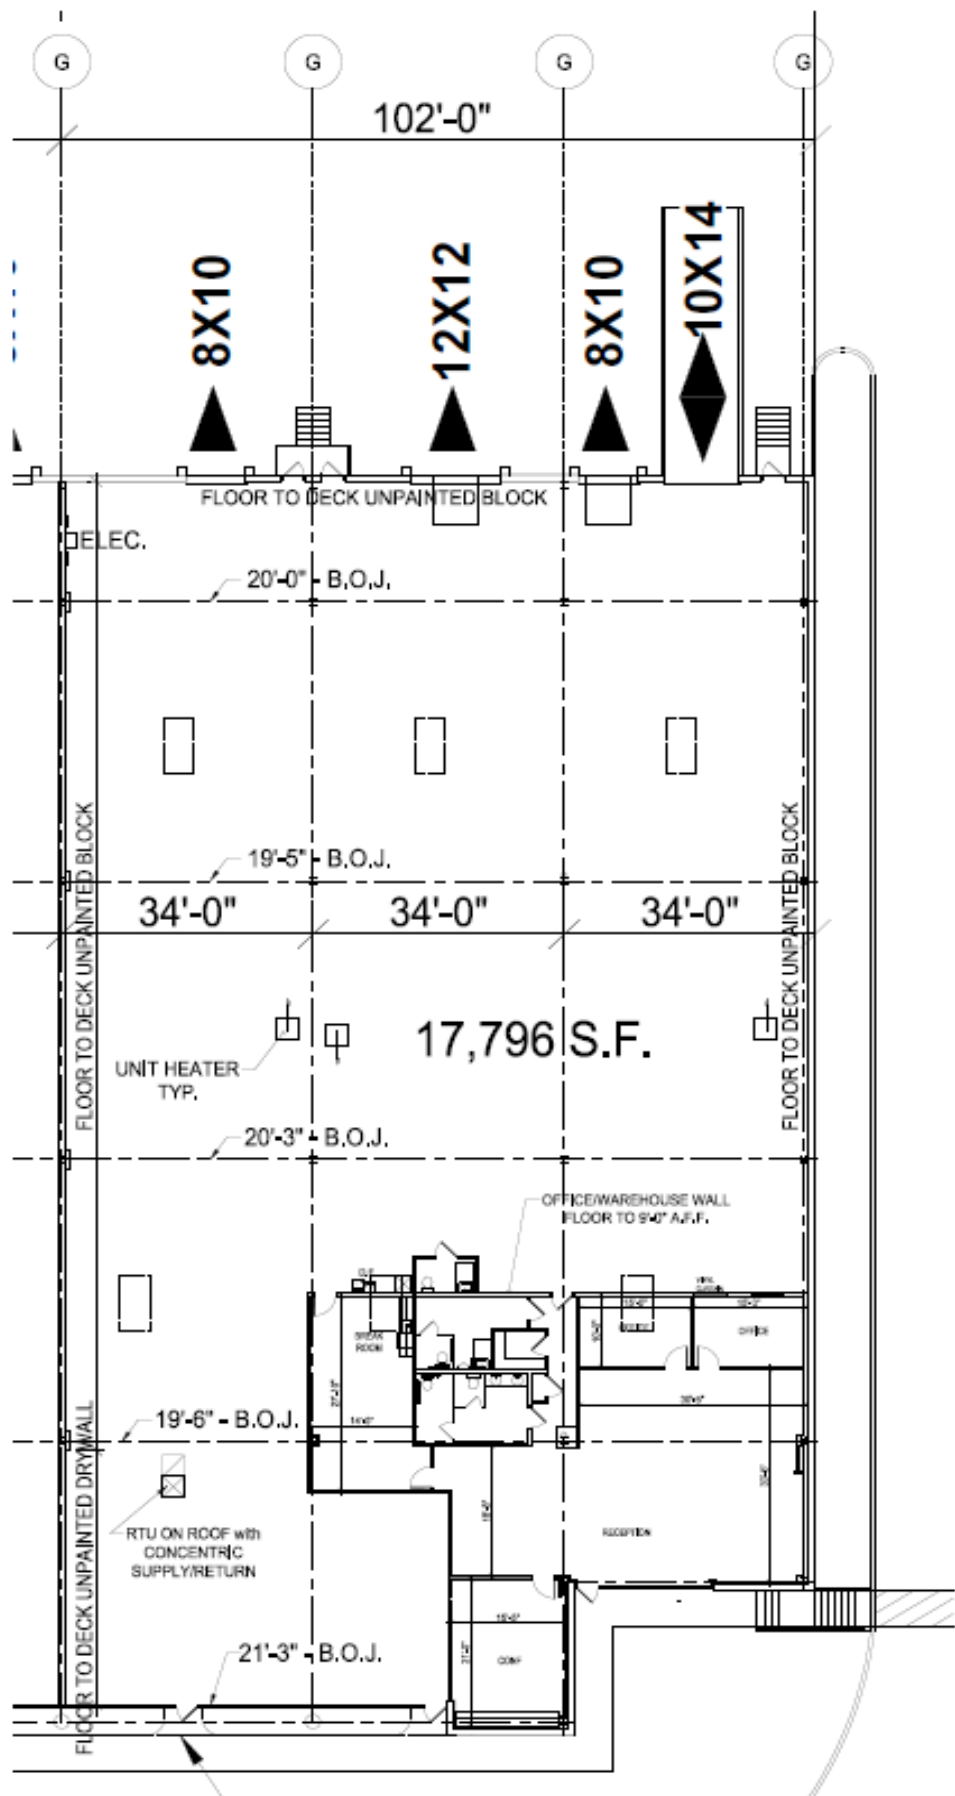 G
G
G
G
102'-0"
8X10
12X12
8X10
10X14
FLOOR TO DECK UNPAINTED BLOCK
ELEC.
20'-0" - B.O.J.
19'-5" - B.O.J.
34'-0"
34'-0"
34'-0"
FLOOR TO DECK UNPAINTED BLOCK
FLOOR TO DECK UNPAINTED BLOCK
17,796 S.F.
UNIT HEATER
TYP.
20'-3" - B.O.J.
OFFICE/WAREHOUSE WALL
FLOOR TO 9'-0" A.F.F.
BREAK
ROOM
OFFICE
19'-6" - B.O.J.
FLOOR TO DECK UNPAINTED DRYWALL
RTU ON ROOF with
CONCENTRIC
SUPPLY/RETURN
RECEPTION
21'-3" - B.O.J.
CONF